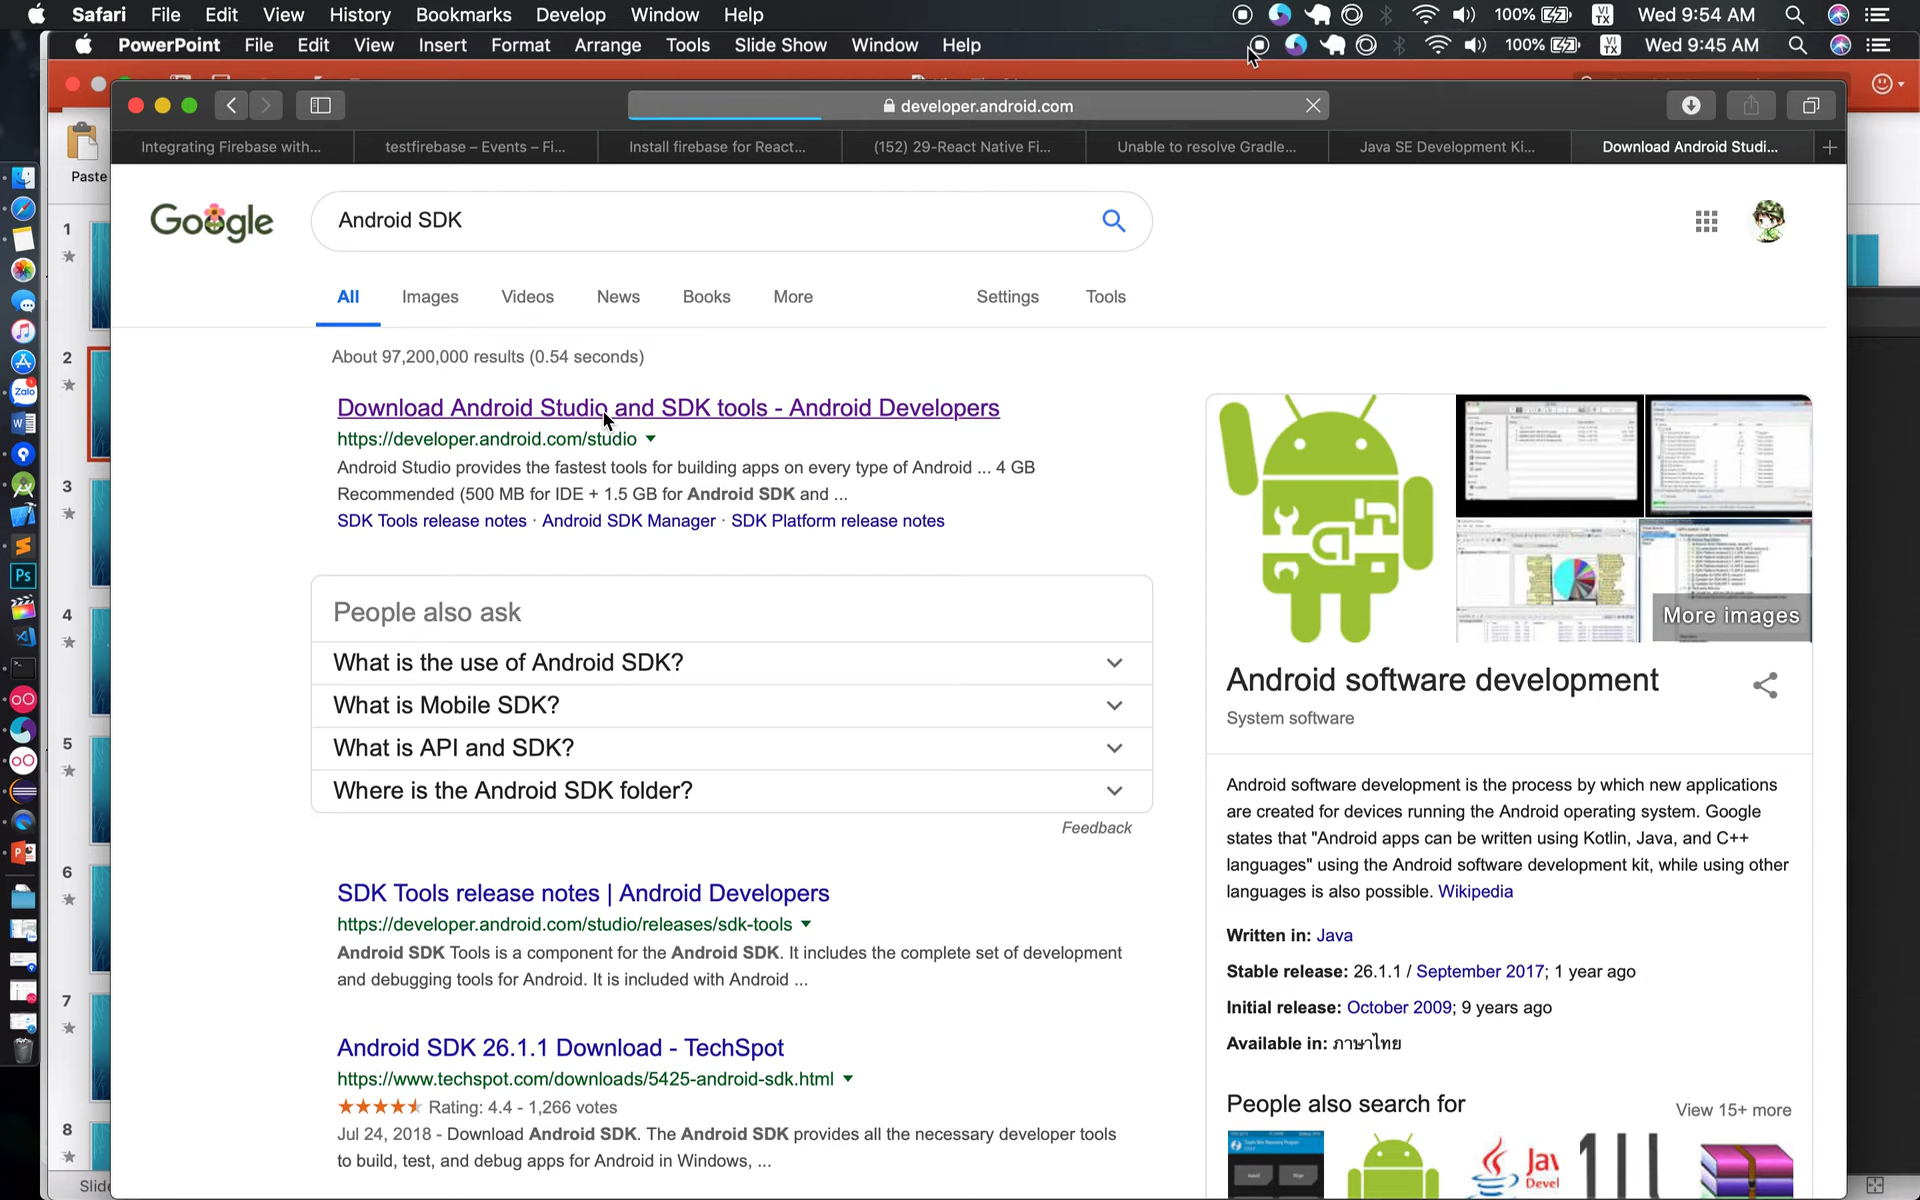 Safari File Edit View History Bookmarks Develop Window Help 100% VI TX Wed 9:54 AM
PowerPoint File Edit View Insert Format Arrange Tools Slide Show Window Help 100% VI TX Wed 9:45 AM
developer.android.com
Integrating Firebase with...
testfirebase – Events – Fi...
Install firebase for React...
(152) 29-React Native Fi...
Unable to resolve Gradle...
Java SE Development Ki...
Download Android Studi...
Paste
Google
Android SDK
All Images Videos News Books More Settings Tools
About 97,200,000 results (0.54 seconds)
Download Android Studio and SDK tools - Android Developers
https://developer.android.com/studio
Android Studio provides the fastest tools for building apps on every type of Android ... 4 GB
Recommended (500 MB for IDE + 1.5 GB for Android SDK and ...
SDK Tools release notes · Android SDK Manager · SDK Platform release notes
People also ask
What is the use of Android SDK?
What is Mobile SDK?
What is API and SDK?
Where is the Android SDK folder?
Feedback
SDK Tools release notes | Android Developers
https://developer.android.com/studio/releases/sdk-tools
Android SDK Tools is a component for the Android SDK. It includes the complete set of development
and debugging tools for Android. It is included with Android ...
Android SDK 26.1.1 Download - TechSpot
https://www.techspot.com/downloads/5425-android-sdk.html
Rating: 4.4 - 1,266 votes
Jul 24, 2018 - Download Android SDK. The Android SDK provides all the necessary developer tools
to build, test, and debug apps for Android in Windows, ...
More images
Android software development
System software
Android software development is the process by which new applications
are created for devices running the Android operating system. Google
states that "Android apps can be written using Kotlin, Java, and C++
languages" using the Android software development kit, while using other
languages is also possible. Wikipedia
Written in: Java
Stable release: 26.1.1 / September 2017; 1 year ago
Initial release: October 2009; 9 years ago
Available in: ภาษาไทย
People also search for
View 15+ more
Jav
Devel
1
2
3
4
5
6
7
8
Slide
Zalo
Ps